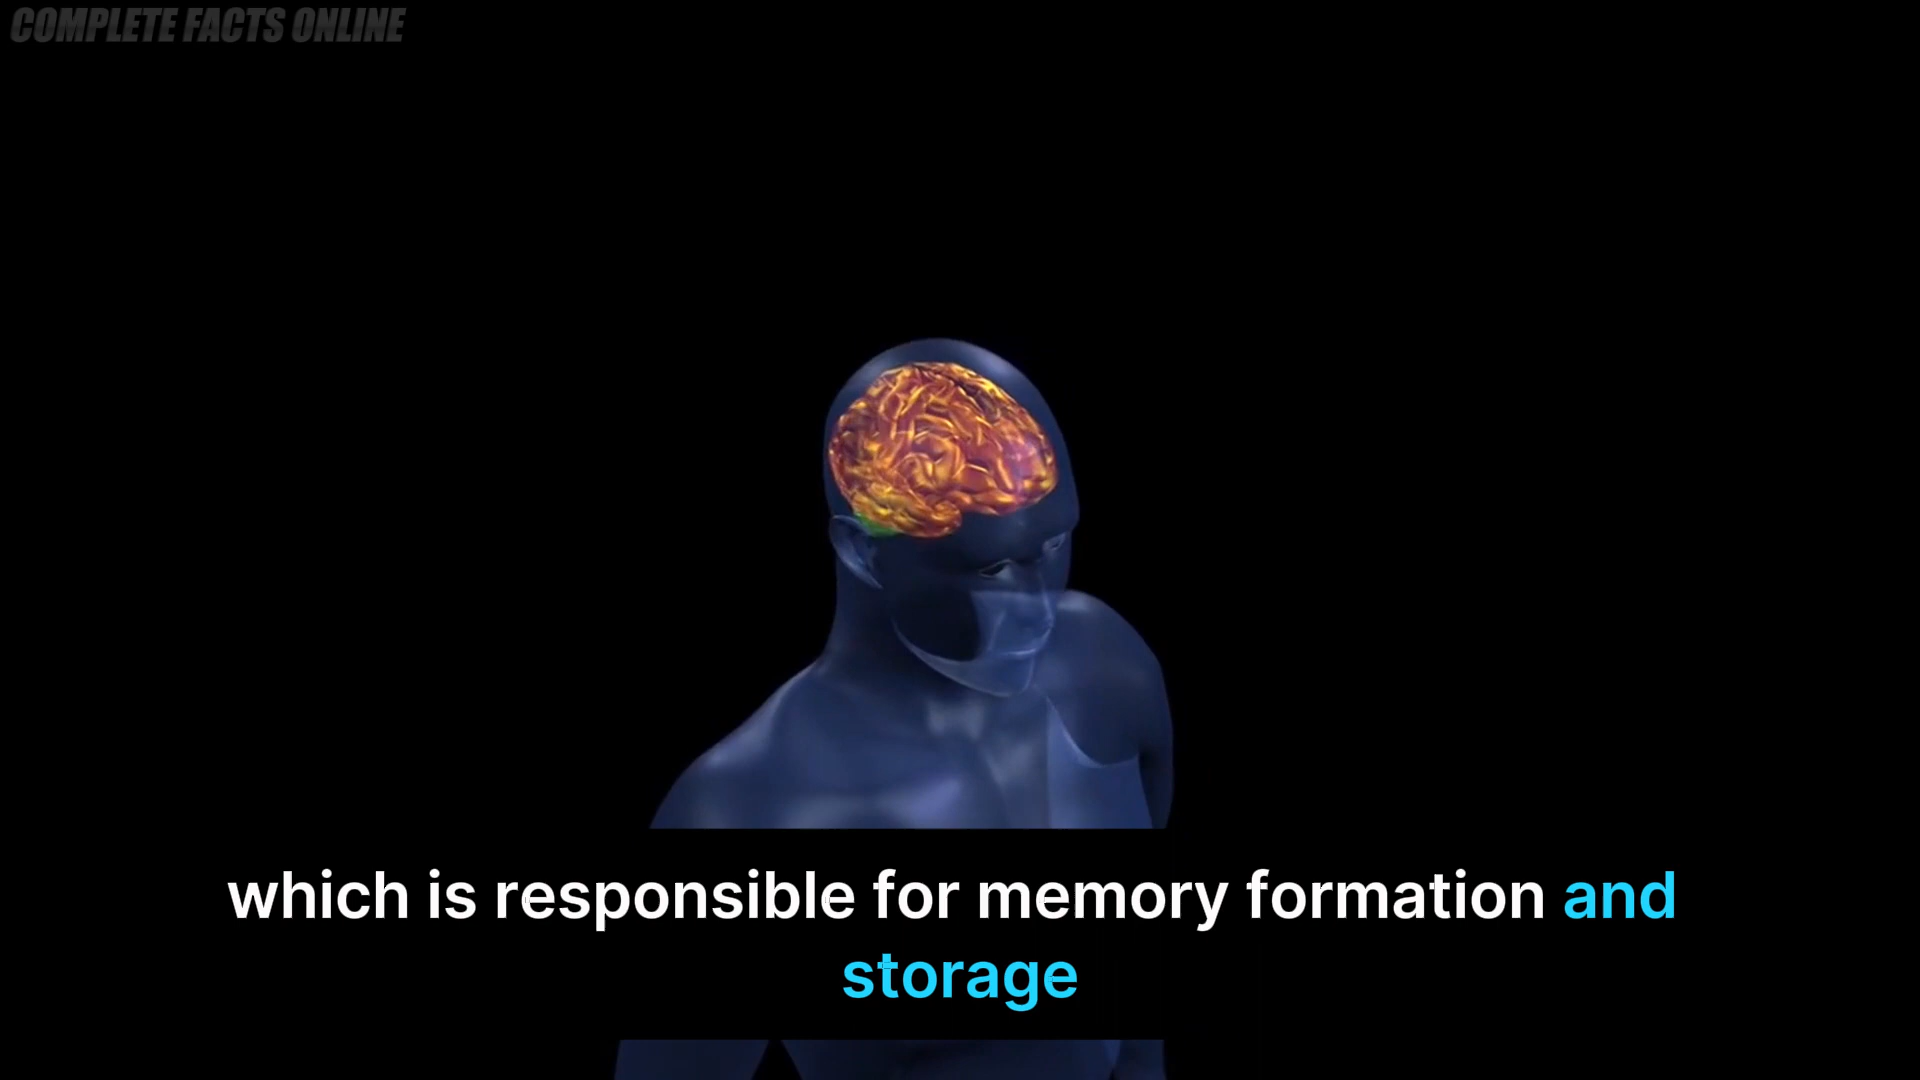 COMPLETE FACTS ONLINE
which is responsible for memory formation and
storage